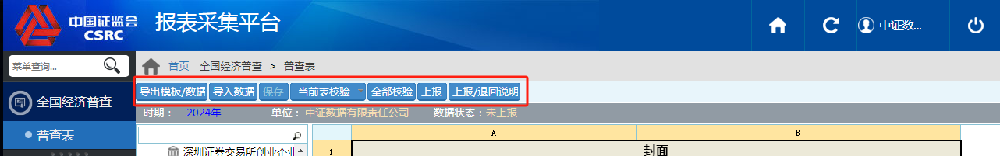 中国证监会
CSRC
报表采集平台
中证数...
菜单查询...
首页 全国经济普查 > 普查表
导出模板/数据 导入数据 保存 当前表校验 全部校验 上报 上报/退回说明
全国经济普查
时期： 2024年 单位：中证数据有限责任公司 数据状态：未上报
普查表
A B
深圳证券交易所创业企业
1 封面